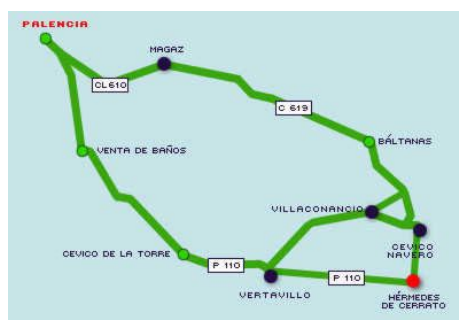 PALENCIA
MAGAZ
CL610
C 619
BÁLTANAS
VENTA DE BAÑOS
VILLACONANCIO
CEVICO
NAVERO
CEVICO DE LA TORRE
P 110
P 110
VERTAVILLO
HÉRMEDES
DE CERRATO